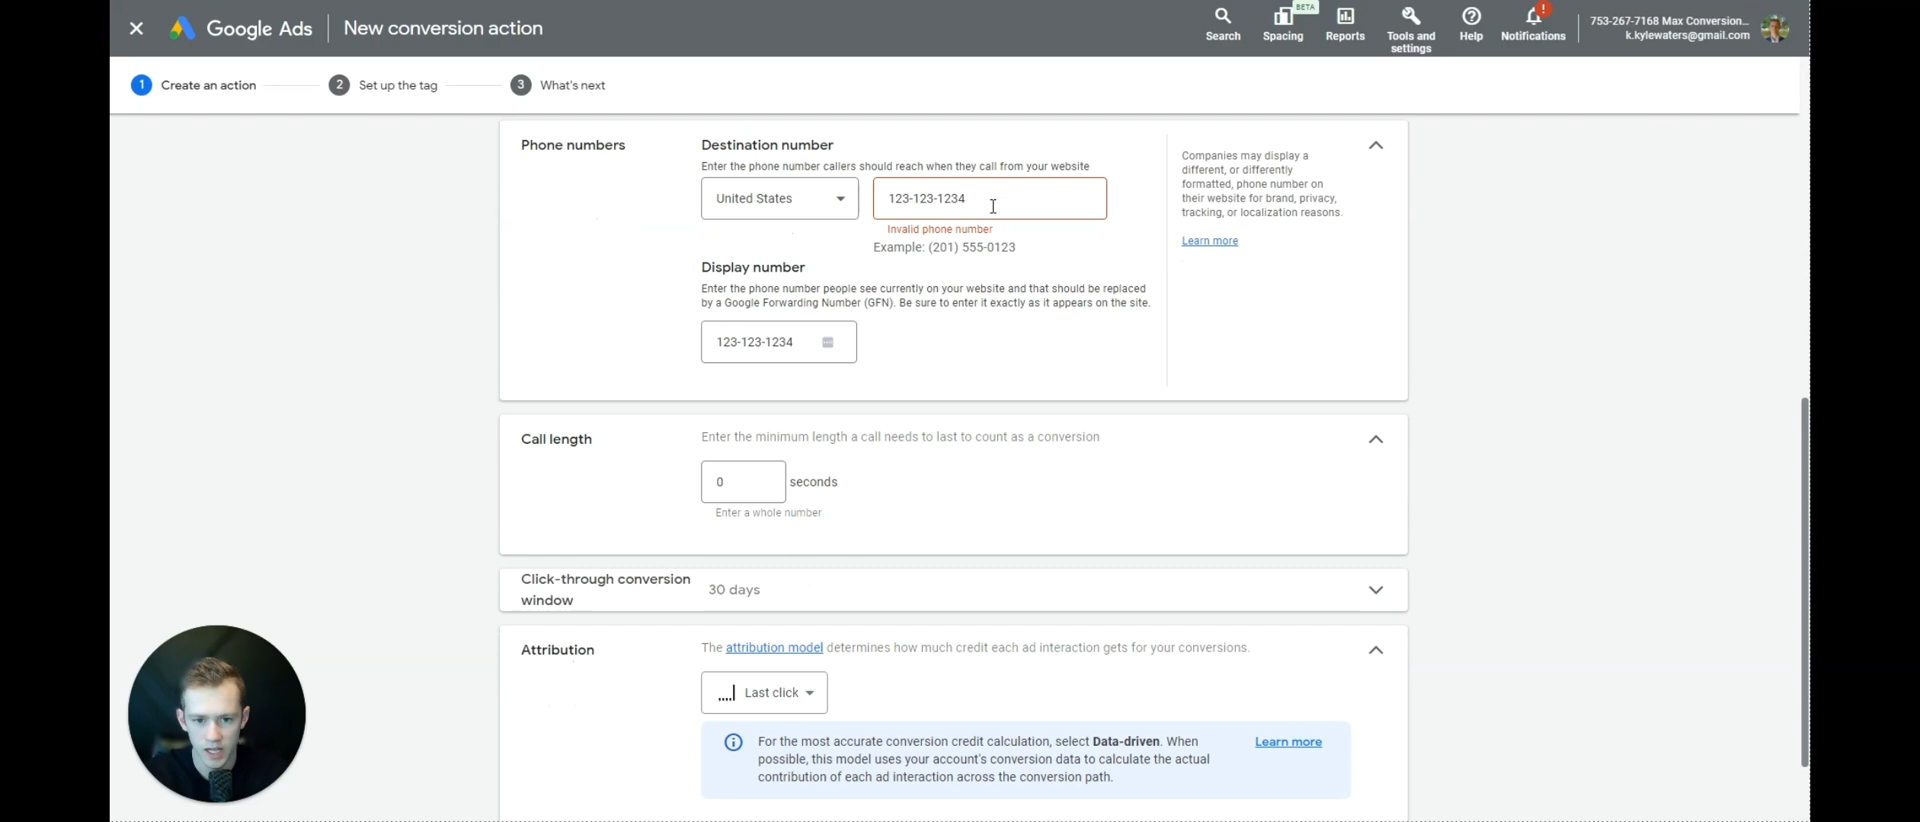 Google Ads
New conversion action
Search
BETA
Spacing
Reports
Tools and
settings
Help
!
Notifications
753-267-7168 Max Conversion...
k.kylewaters@gmail.com
1 Create an action
2 Set up the tag
3 What's next
Phone numbers
Destination number
Enter the phone number callers should reach when they call from your website
United States
123-123-1234
Invalid phone number
Example: (201) 555-0123
Display number
Enter the phone number people see currently on your website and that should be replaced
by a Google Forwarding Number (GFN). Be sure to enter it exactly as it appears on the site.
123-123-1234
Companies may display a
different, or differently
formatted, phone number on
their website for brand, privacy,
tracking, or localization reasons.
Learn more
Call length
Enter the minimum length a call needs to last to count as a conversion
0 seconds
Enter a whole number
Click-through conversion
window
30 days
Attribution
The attribution model determines how much credit each ad interaction gets for your conversions.
Last click
For the most accurate conversion credit calculation, select Data-driven. When
possible, this model uses your account's conversion data to calculate the actual
contribution of each ad interaction across the conversion path.
Learn more